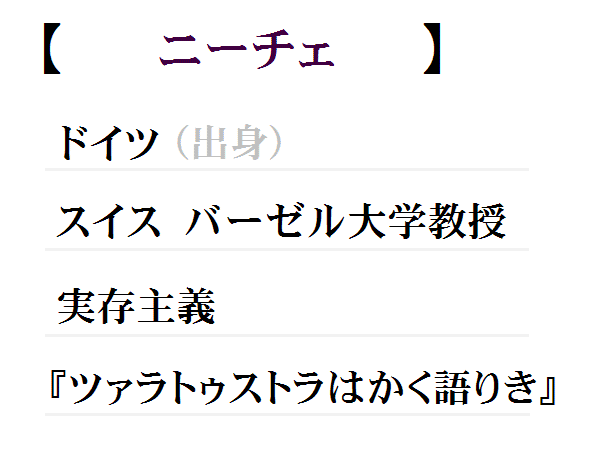 【　ニーチェ　】
ドイツ（出身）
スイス バーゼル大学教授
実存主義
『ツァラトゥストラはかく語りき』